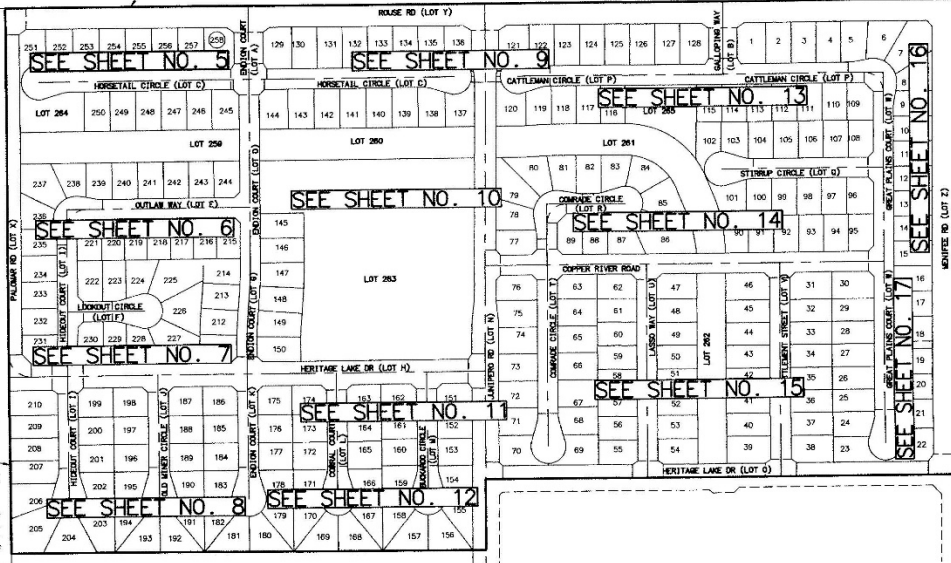 ROUSE RD (LOT Y)
251 252 253 254 255 256 257 258
ENDION COURT (LOT A)
129 130 131 132 133 134 135 136
121 122 123 124 125 126 127 128
GALLOPING WAY (LOT B)
1 2 3 4 5 6
SEE SHEET NO. 5
SEE SHEET NO. 9
HORSETAIL CIRCLE (LOT C)
HORSETAIL CIRCLE (LOT C)
CATTLEMAN CIRCLE (LOT P)
CATTLEMAN CIRCLE (LOT P)
7
8
9
10
11
12
13
14
15
SEE SHEET NO. 16
GREAT PLAINS COURT (LOT W)
MENIFEE RD (LOT Z)
LOT 264
250 249 248 247 246 245
144 143 142 141 140 139 138 137
120 119 118 117 116
SEE SHEET NO. 13
LOT 265
115 114 113 112 111 110 109
LOT 259
LOT 260
LOT 261
102 103 104 105 106 107 108
STIRRUP CIRCLE (LOT Q)
237 238 239 240 241 242 243 244
ENDION COURT (LOT D)
80 81 82 83 84
79
78
77
85
101 100 99 98 97 96
OUTLAW WAY (LOT E)
SEE SHEET NO. 10
COMRADE CIRCLE (LOT R)
SEE SHEET NO. 14
236
SEE SHEET NO. 6
145
146
147
148
149
150
89 88 87 86
90 91 92 93 94 95
PALOMAR RD (LOT X)
235
234
233
232
231
HIDEOUT COURT (LOT I)
221 220 219 218 217 216 215
222 223 224 225 226
214
213
212
LOOKOUT CIRCLE (LOT F)
230 229 228 227
SEE SHEET NO. 7
ENDION COURT (LOT G)
LOT 263
COPPER RIVER ROAD
JUNIPERO RD (LOT N)
76
75
74
73
72
71
70
COMRADE CIRCLE (LOT T)
63 62
64 61
65 60
66 59
58
67 57
68 56
69 55
LASSO WAY (LOT U)
47
48
49
50
51
52
53
54
LOT 262
46
45
44
43
42
41
40
39
31 30
32 29
33 28
34 27
35 26
36 25
37 24
38 23
SEE SHEET NO. 15
GREAT PLAINS COURT (LOT W)
SEE SHEET NO. 17
16
17
18
19
22
HERITAGE LAKE DR (LOT H)
210
209
208
207
206
205
204
HIDEOUT COURT (LOT I)
199 198
200 197
201 196
202 195
203 194
193
OLD MINER CIRCLE (LOT J)
187 186
188 185
189 184
190 183
191 182
192 181
ENDION COURT (LOT K)
175 174
176 173
177 172
178 171
179 170
180 169
SEE SHEET NO. 11
CORRAL COURT (LOT L)
163 162
164 161
165 160
166 159
167 158
168 157
BUCKAROO CIRCLE (LOT M)
151
152
153
154
155
156
SEE SHEET NO. 8
SEE SHEET NO. 12
HERITAGE LAKE DR (LOT O)